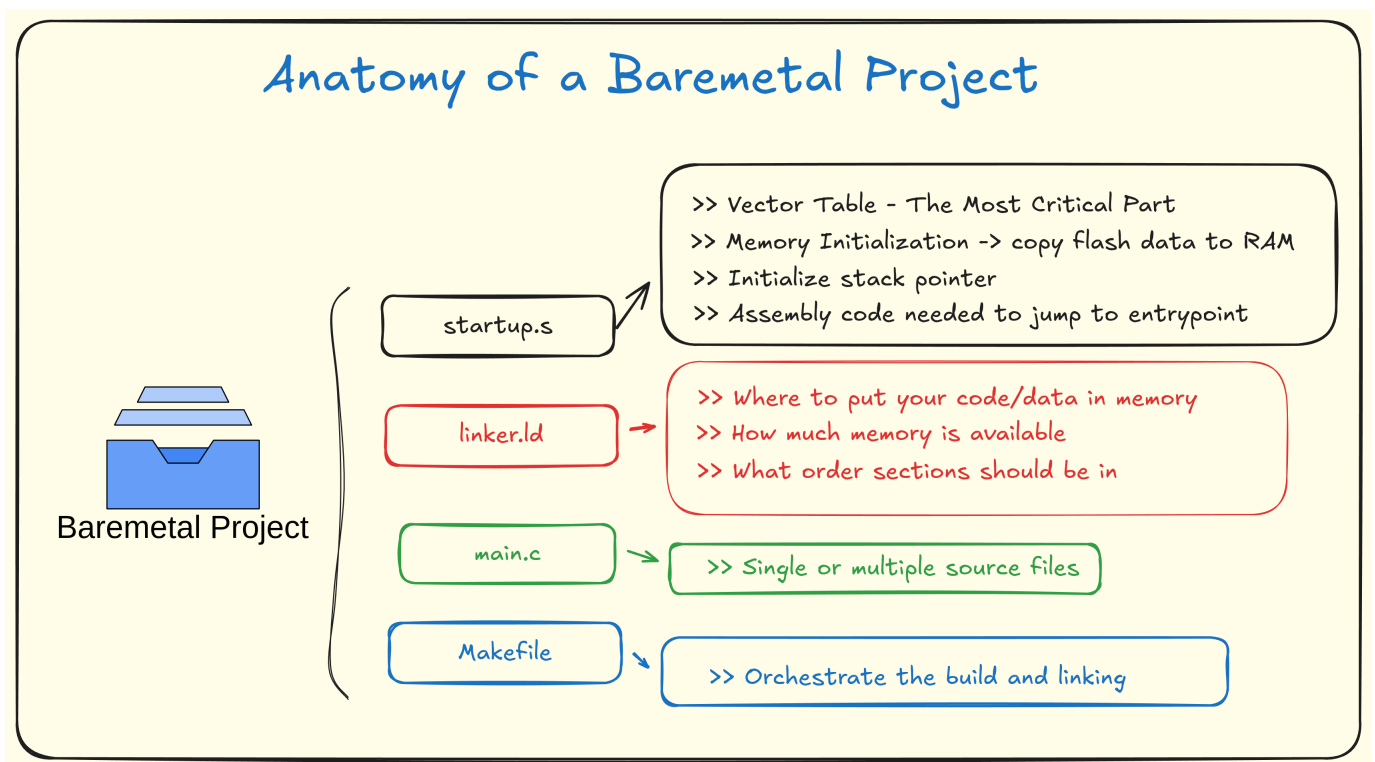 Anatomy of a Baremetal Project
>> Vector Table - The Most Critical Part
>> Memory Initialization -> copy flash data to RAM
>> Initialize stack pointer
>> Assembly code needed to jump to entrypoint
startup.s
>> Where to put your code/data in memory
>> How much memory is available
>> What order sections should be in
linker.ld
Baremetal Project
main.c
>> Single or multiple source files
Makefile
>> Orchestrate the build and linking